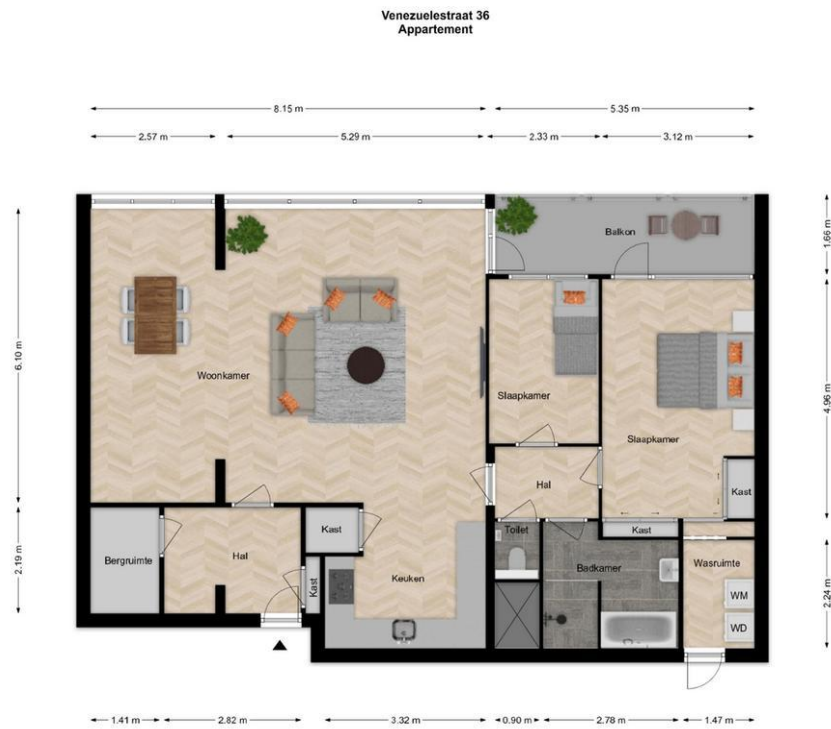 Venezuelestraat 36
Appartement
8.15 m
5.35 m
2.57 m
5.29 m
2.33 m
3.12 m
Balkon
1.66 m
6.10 m
Woonkamer
Slaapkamer
Slaapkamer
4.96 m
Hal
Kast
Bergruimte
Hal
Kast
Kast
Keuken
Toilet
Badkamer
Kast
Wasruimte
WM
WD
2.19 m
2.24 m
1.41 m
2.82 m
3.32 m
0.90 m
2.78 m
1.47 m